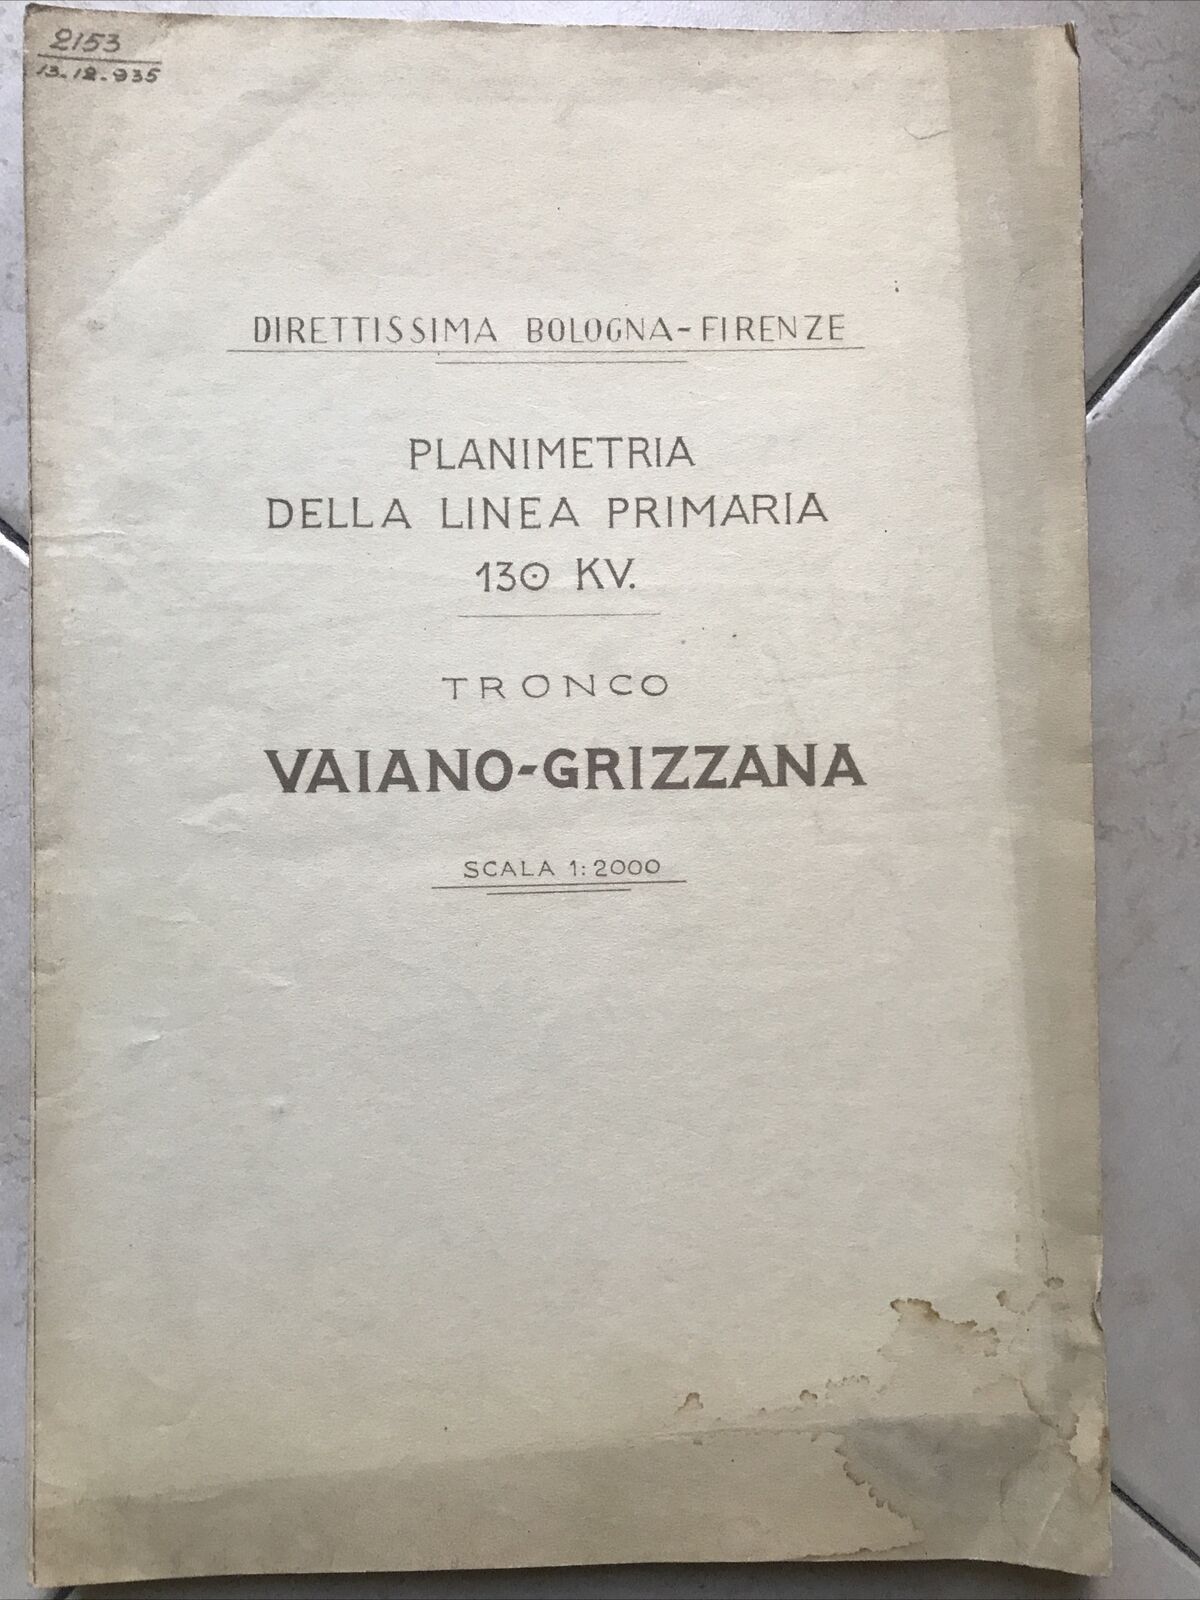 2153
13.12.935
DIRETTISSIMA BOLOGNA-FIRENZE
PLANIMETRIA
DELLA LINEA PRIMARIA
130 KV.
TRONCO
VAIANO-GRIZZANA
SCALA 1:2000